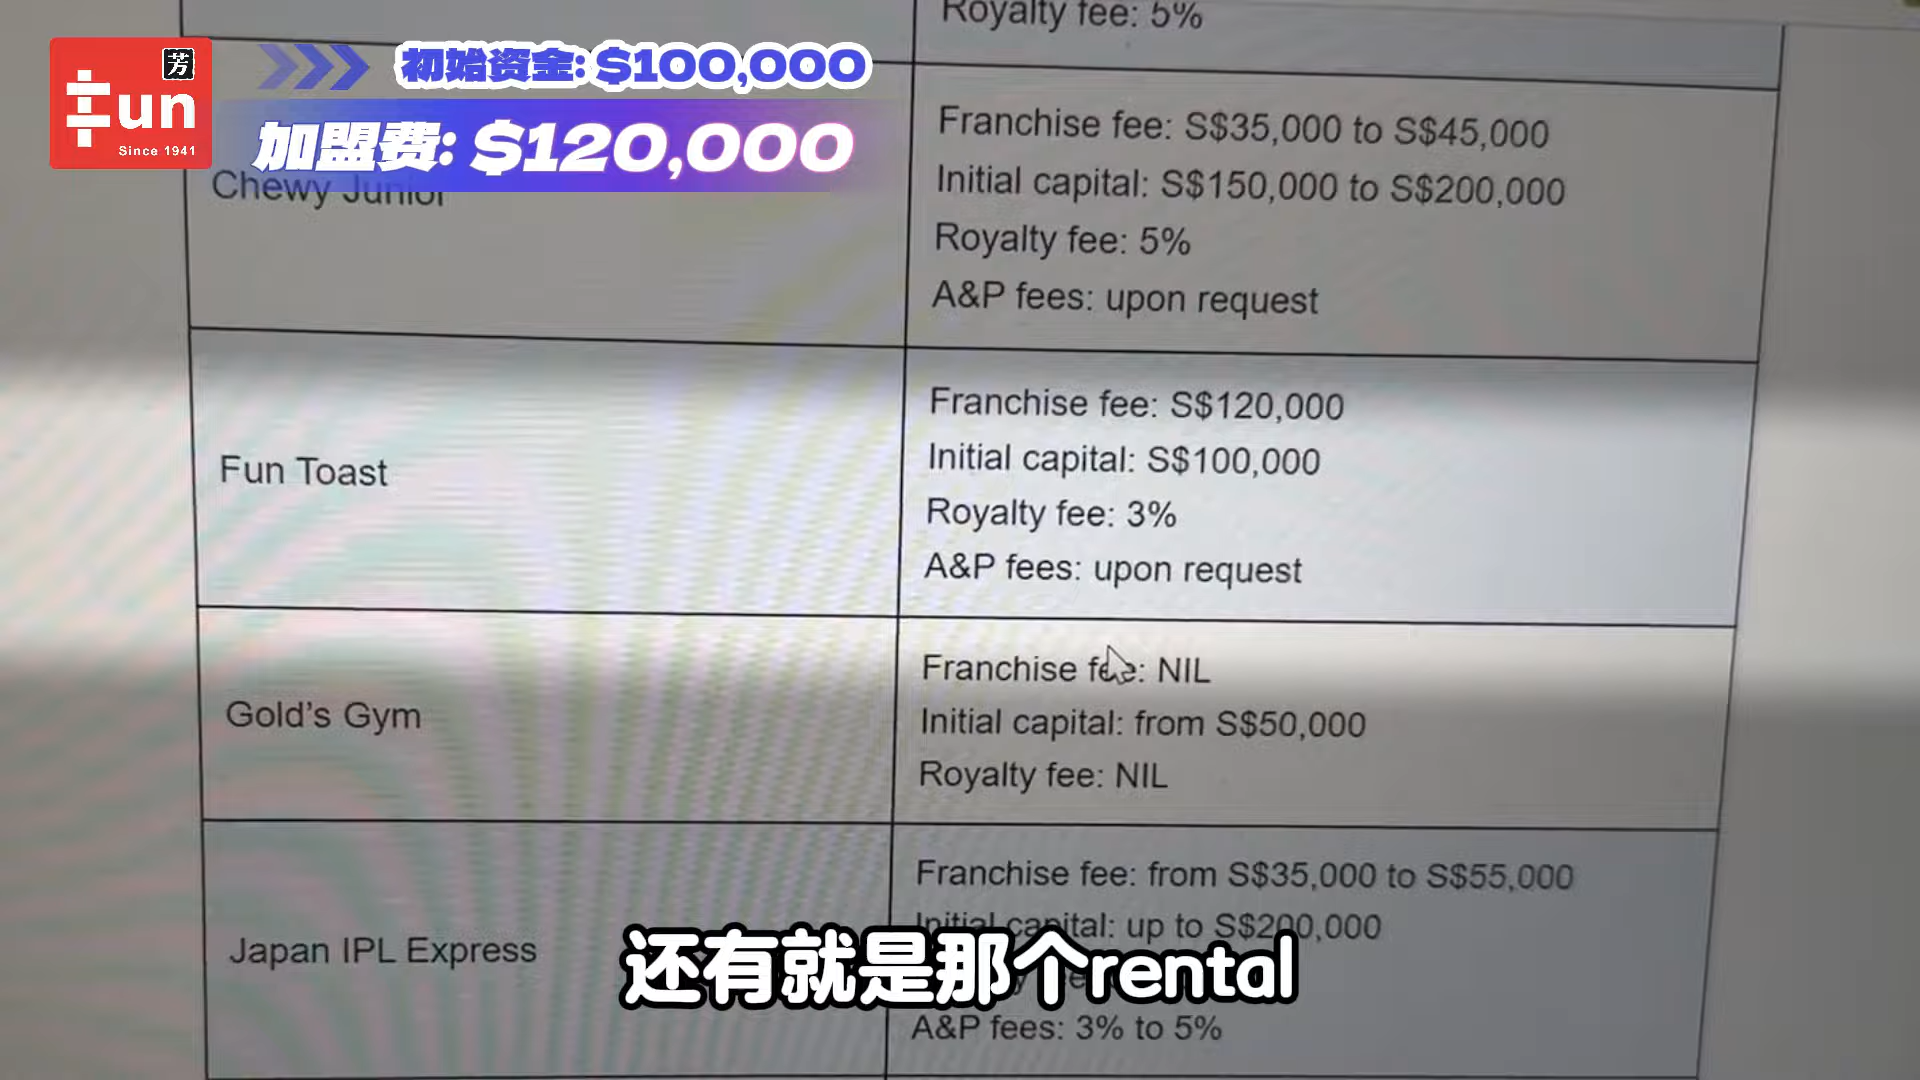 Royalty fee: 5%
芳
Fun
Since 1941
初始资金: $100,000
加盟费: $120,000
Chewy Junior
Franchise fee: S$35,000 to S$45,000
Initial capital: S$150,000 to S$200,000
Royalty fee: 5%
A&P fees: upon request
Fun Toast
Franchise fee: S$120,000
Initial capital: S$100,000
Royalty fee: 3%
A&P fees: upon request
Gold's Gym
Franchise fee: NIL
Initial capital: from S$50,000
Royalty fee: NIL
Japan IPL Express
Franchise fee: from S$35,000 to S$55,000
Initial capital: up to S$200,000
A&P fees: 3% to 5%
还有就是那个rental